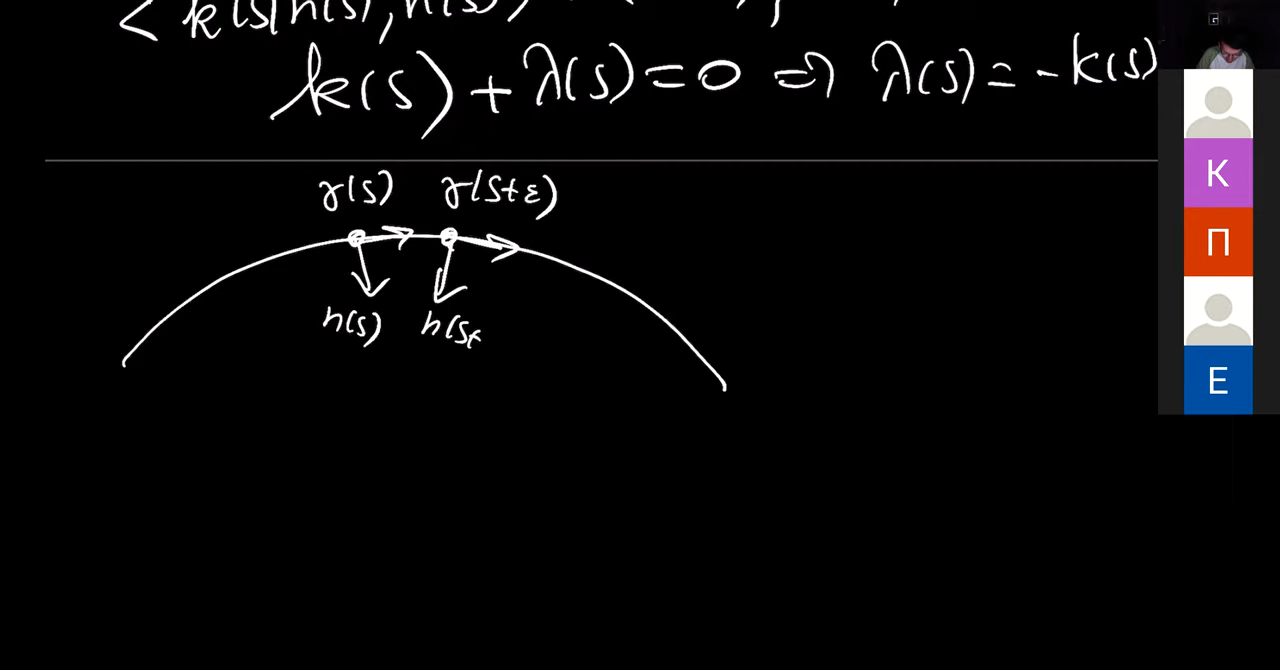 < k(s)n(s), n(s)
k(s) + λ(s) = 0 ⇒ λ(s) = - k(s)
γ(s) γ(s+ε)
n(s) n(s+
К
П
Е